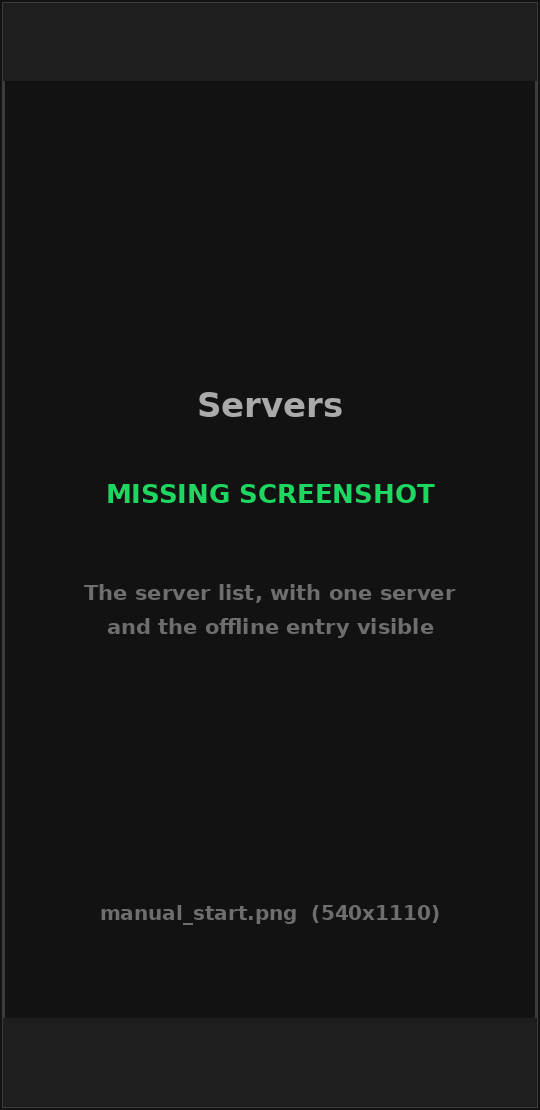 Servers
MISSING SCREENSHOT
The server list, with one server
and the offline entry visible
manual_start.png (540x1110)